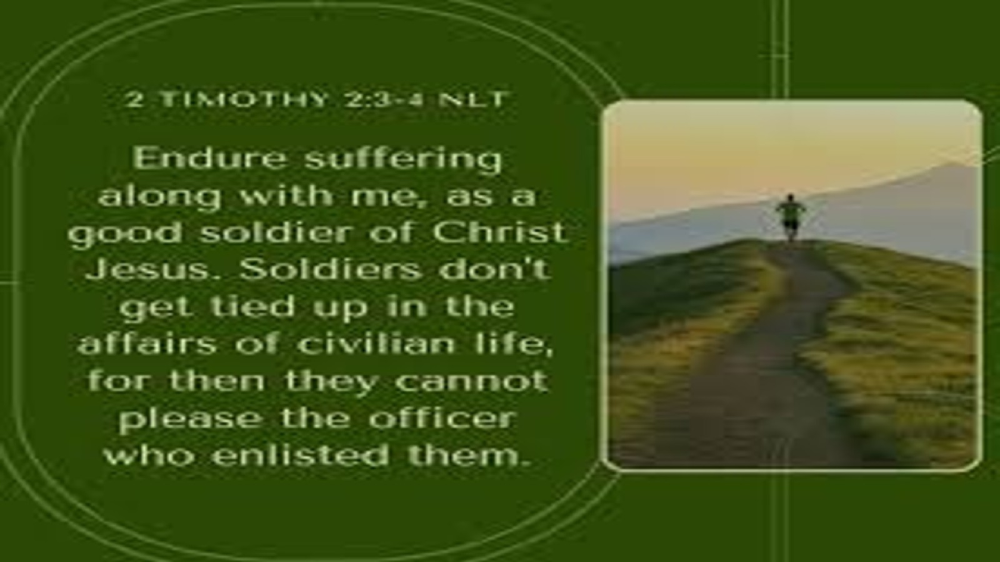 2 TIMOTHY 2:3-4 NLT
Endure suffering
along with me, as a
good soldier of Christ
Jesus. Soldiers don't
get tied up in the
affairs of civilian life,
for then they cannot
please the officer
who enlisted them.